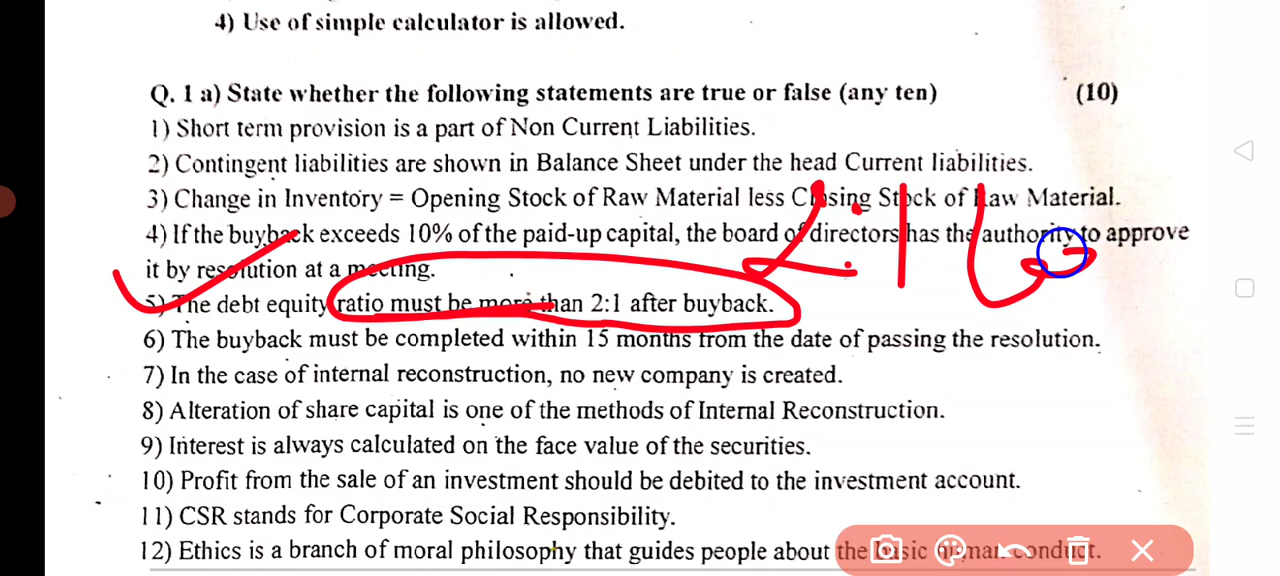 4) Use of simple calculator is allowed.
Q. 1 a) State whether the following statements are true or false (any ten) (10)
1) Short term provision is a part of Non Current Liabilities.
2) Contingent liabilities are shown in Balance Sheet under the head Current liabilities.
3) Change in Inventory = Opening Stock of Raw Material less Closing Stock of Raw Material.
4) If the buyback exceeds 10% of the paid-up capital, the board of directors has the authority to approve
it by resolution at a meeting.
5) The debt equity ratio must be more than 2:1 after buyback.
6) The buyback must be completed within 15 months from the date of passing the resolution.
7) In the case of internal reconstruction, no new company is created.
8) Alteration of share capital is one of the methods of Internal Reconstruction.
9) Interest is always calculated on the face value of the securities.
10) Profit from the sale of an investment should be debited to the investment account.
11) CSR stands for Corporate Social Responsibility.
12) Ethics is a branch of moral philosophy that guides people about the basic human conduct.